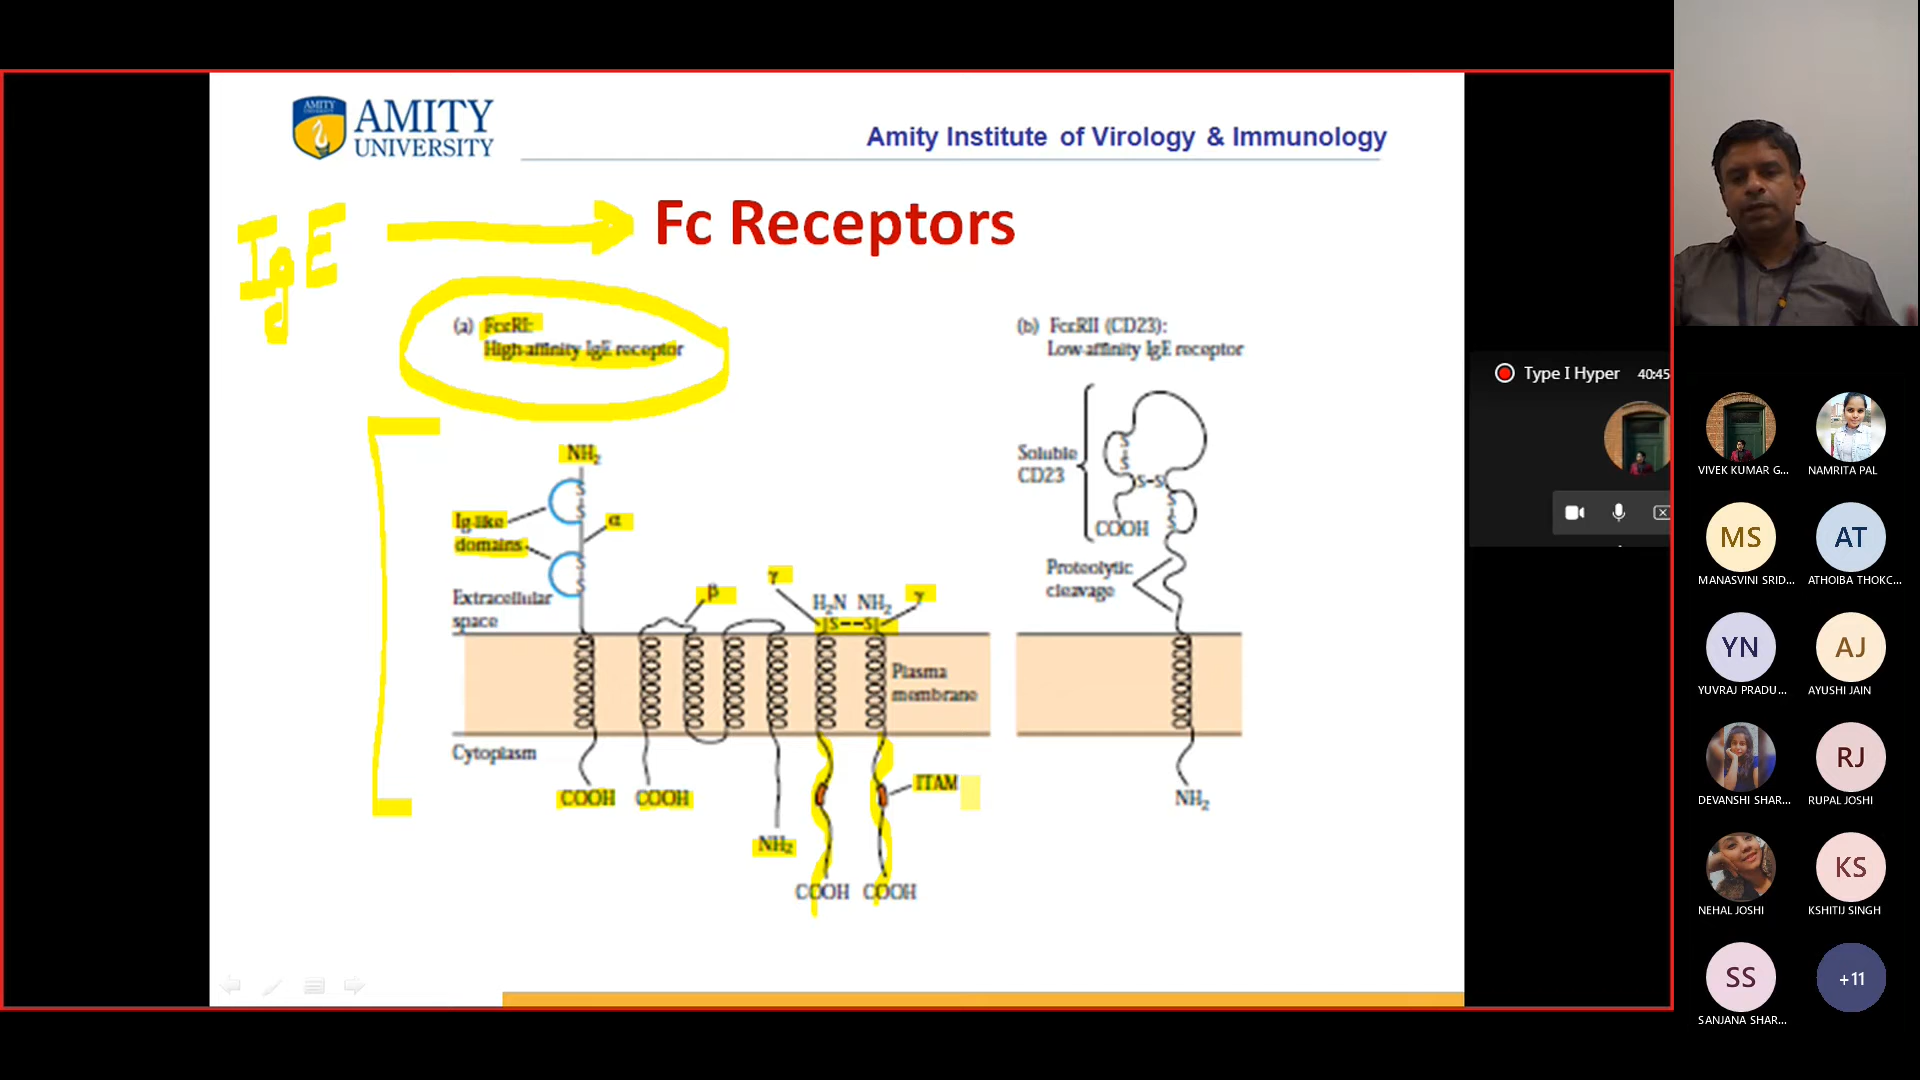 AMITY
AMITY
UNIVERSITY
Amity Institute of Virology & Immunology
IgE
Fc Receptors
(a) FcεRI:
High-affinity IgE receptor
(b) FcεRII (CD23):
Low-affinity IgE receptor
NH2
S
S
Ig-like
domains
α
S
S
Extracellular
space
β
γ
γ
H2N NH2
S--S
Plasma
membrane
Cytoplasm
COOH
COOH
NH2
ITAM
COOH
COOH
Soluble
CD23
S
S
S-S
S
S
COOH
Proteolytic
cleavage
NH2
Type I Hyper 40:45
VIVEK KUMAR G...
NAMRITA PAL
MS
AT
MANASVINI SRID...
ATHOIBA THOKC...
YN
AJ
YUVRAJ PRADU...
AYUSHI JAIN
RJ
DEVANSHI SHAR...
RUPAL JOSHI
KS
NEHAL JOSHI
KSHITIJ SINGH
SS
+11
SANJANA SHAR...